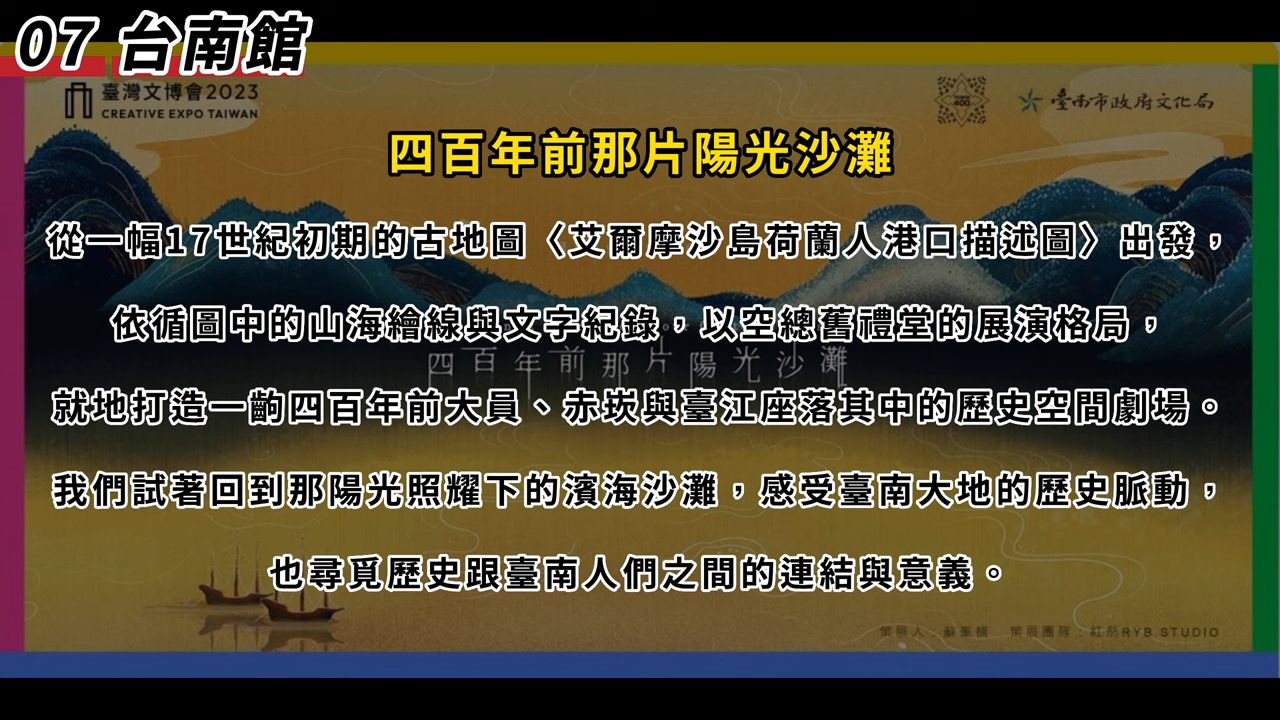 07 台南館
臺灣文博會2023
CREATIVE EXPO TAIWAN
400
臺南市政府文化局
四百年前那片陽光沙灘
從一幅17世紀初期的古地圖〈艾爾摩沙島荷蘭人港口描述圖〉出發，
依循圖中的山海繪線與文字紀錄，以空總舊禮堂的展演格局，
四百年前那片陽光沙灘
就地打造一齣四百年前大員、赤崁與臺江座落其中的歷史空間劇場。
我們試著回到那陽光照耀下的濱海沙灘，感受臺南大地的歷史脈動，
也尋覓歷史跟臺南人們之間的連結與意義。
策展人：蘇峯楠 策展團隊：紅然RYB STUDIO